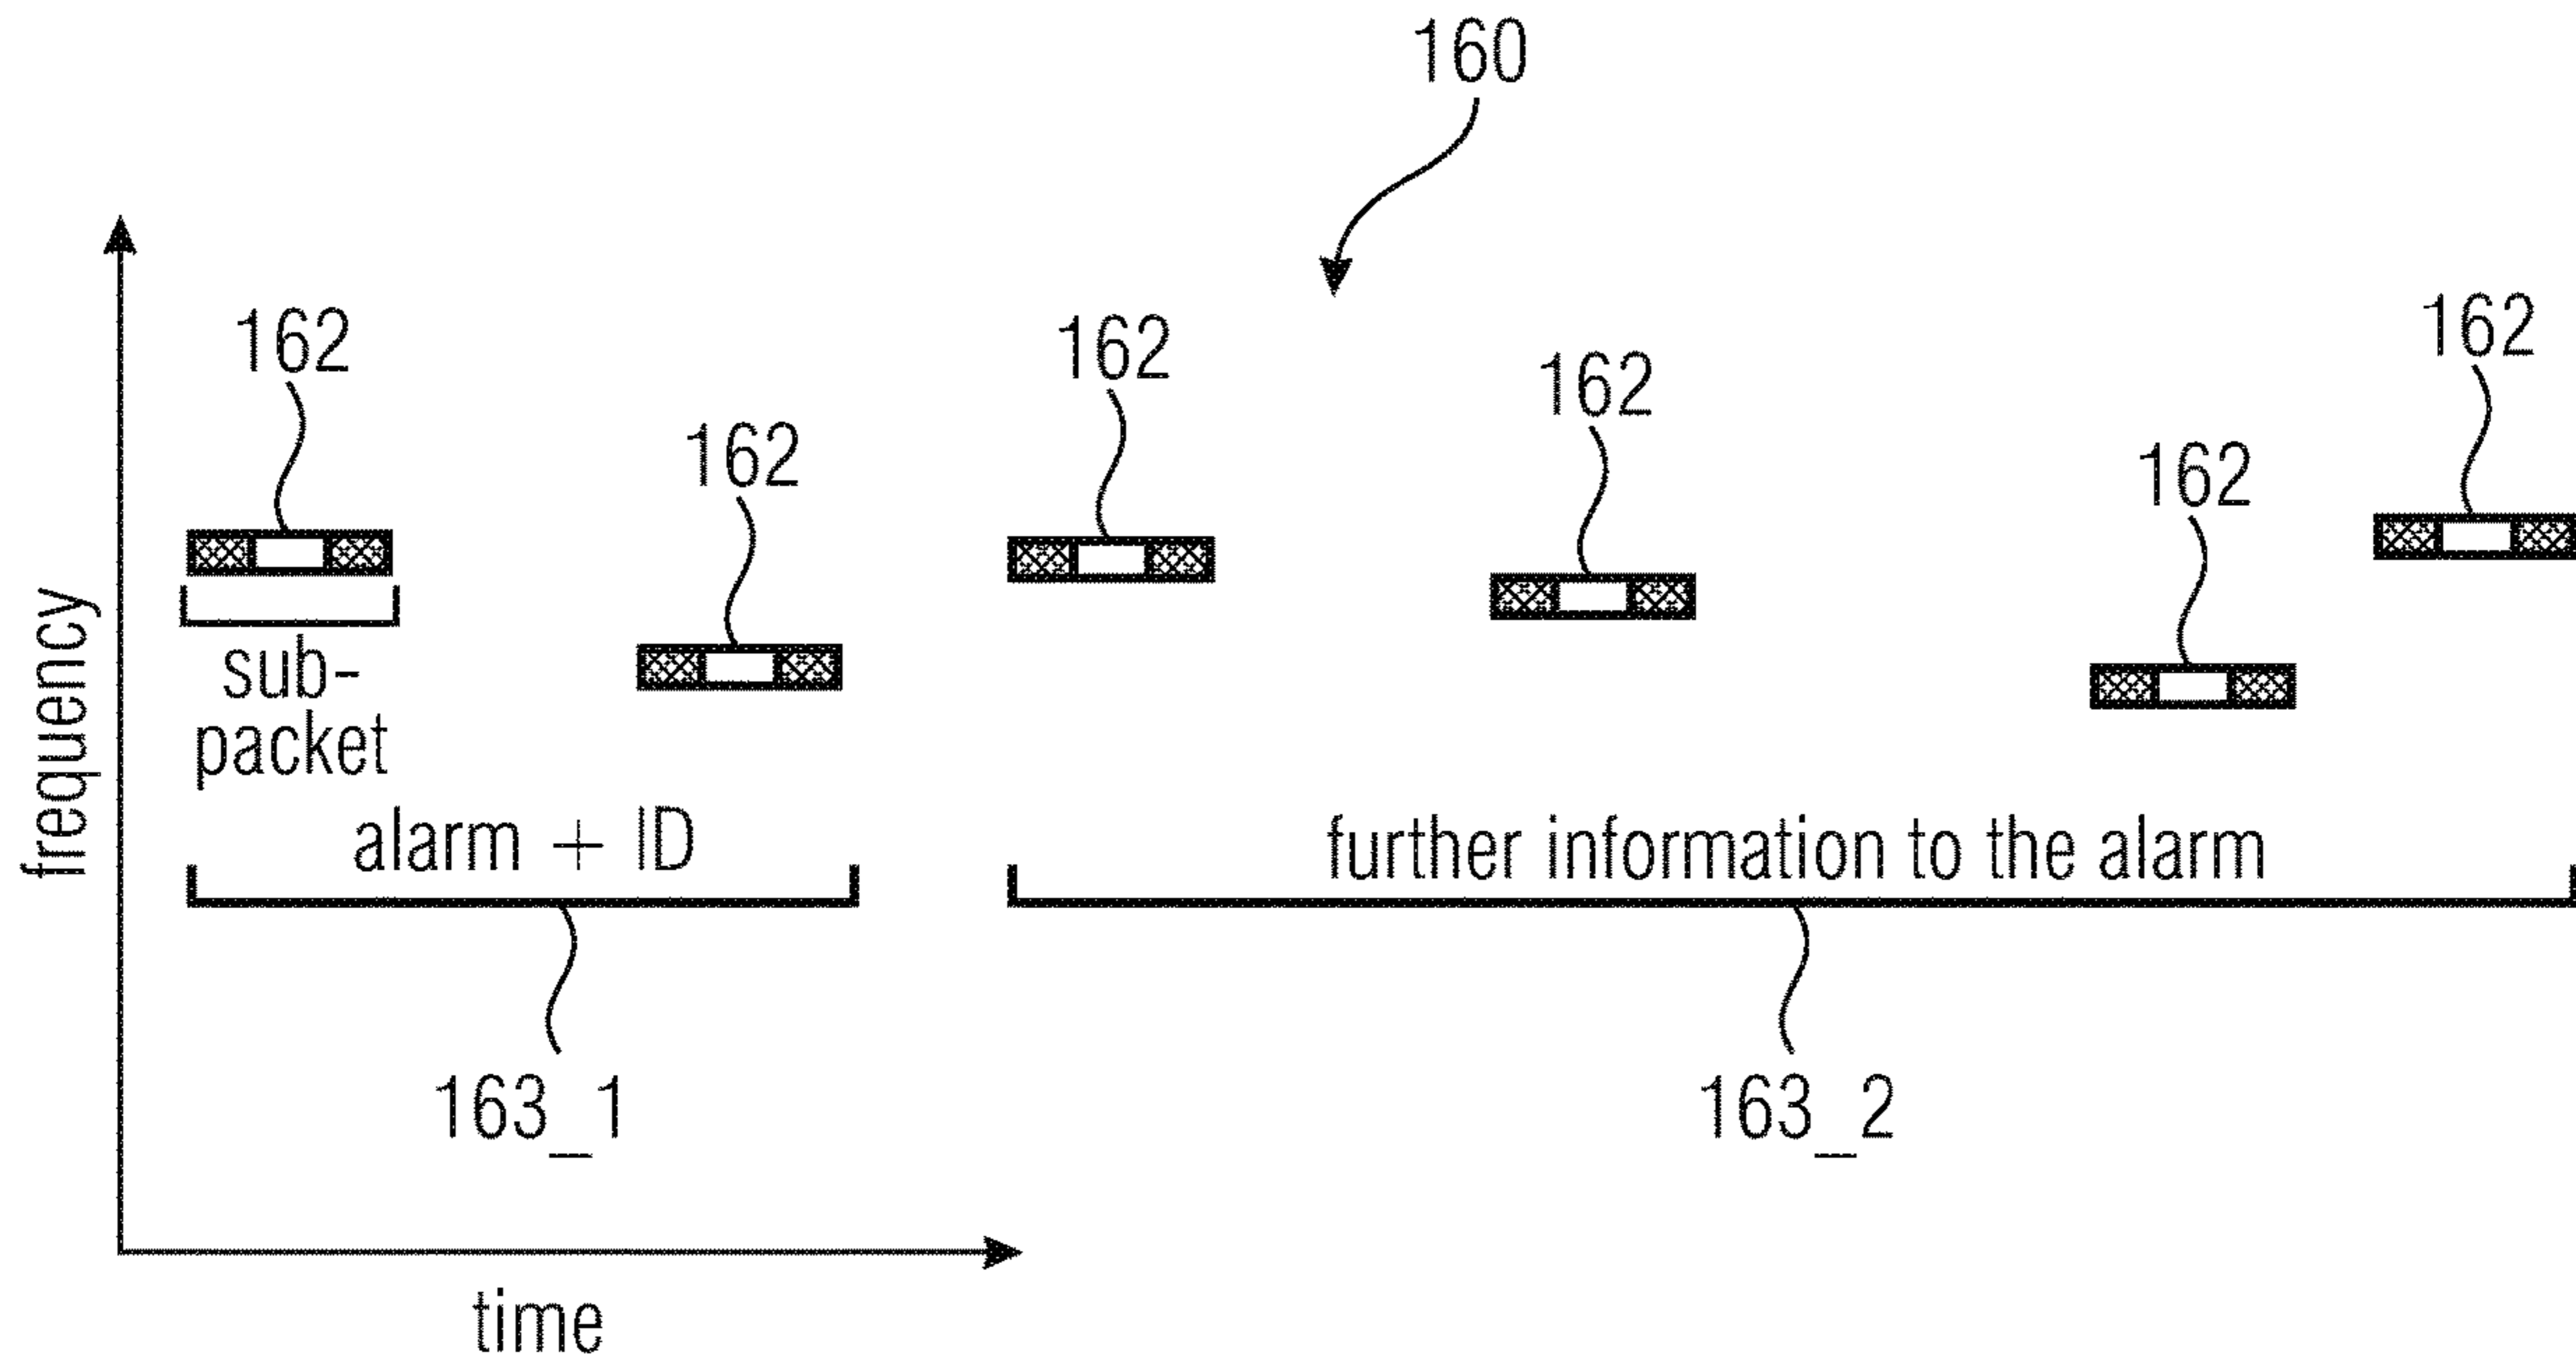 160
162
162
162
162
162
162
sub-
packet
frequency
alarm + ID
further information to the alarm
163_1
163_2
time